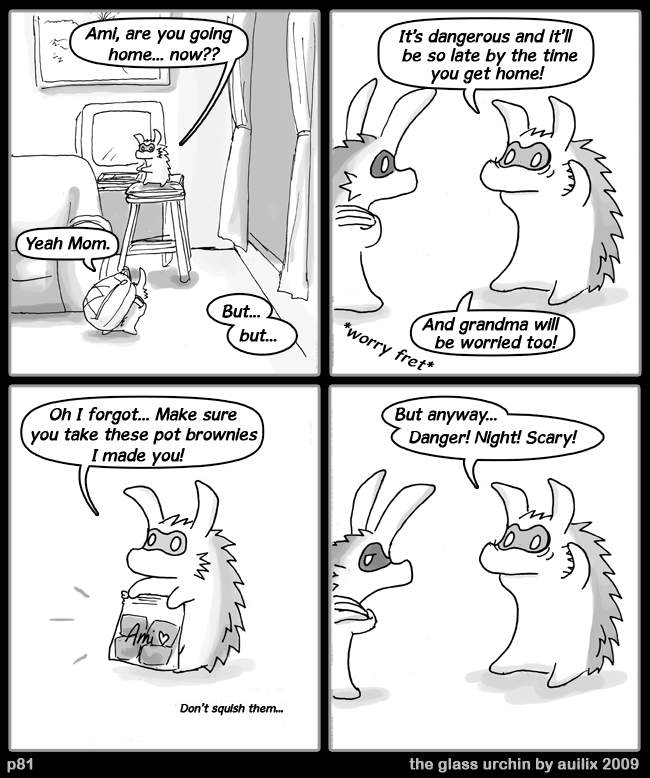 Ami, are you going
home... now??
Yeah Mom.
But...
but...
It's dangerous and it'll
be so late by the time
you get home!
And grandma will
be worried too!
*worry fret*
Oh I forgot... Make sure
you take these pot brownies
I made you!
Ami ♡
Don't squish them...
But anyway...
Danger! Night! Scary!
p81
the glass urchin by auilix 2009